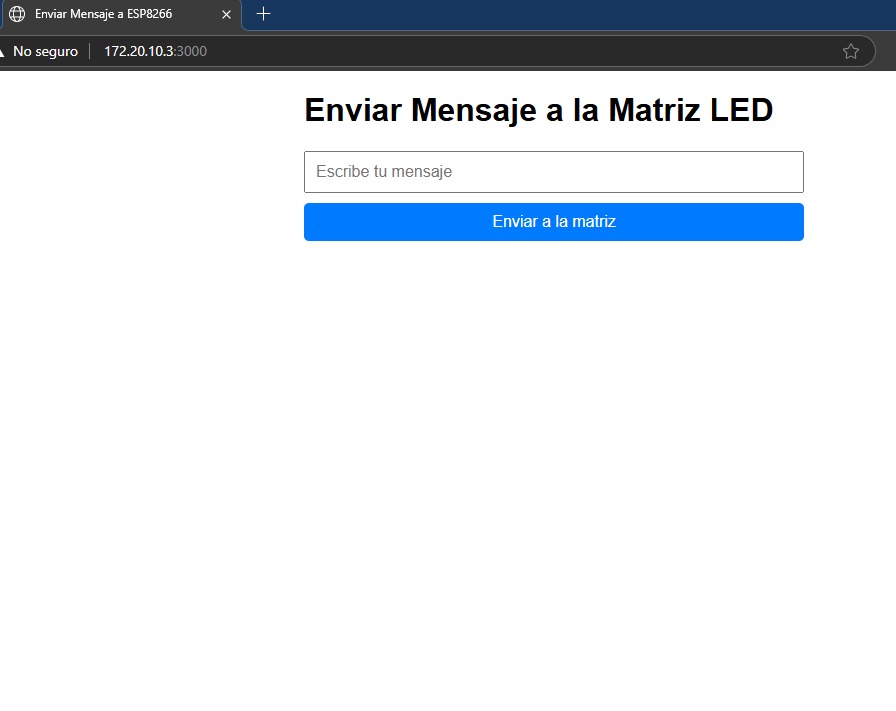 Enviar Mensaje a ESP8266
No seguro 172.20.10.3:3000
Enviar Mensaje a la Matriz LED
Escribe tu mensaje
Enviar a la matriz